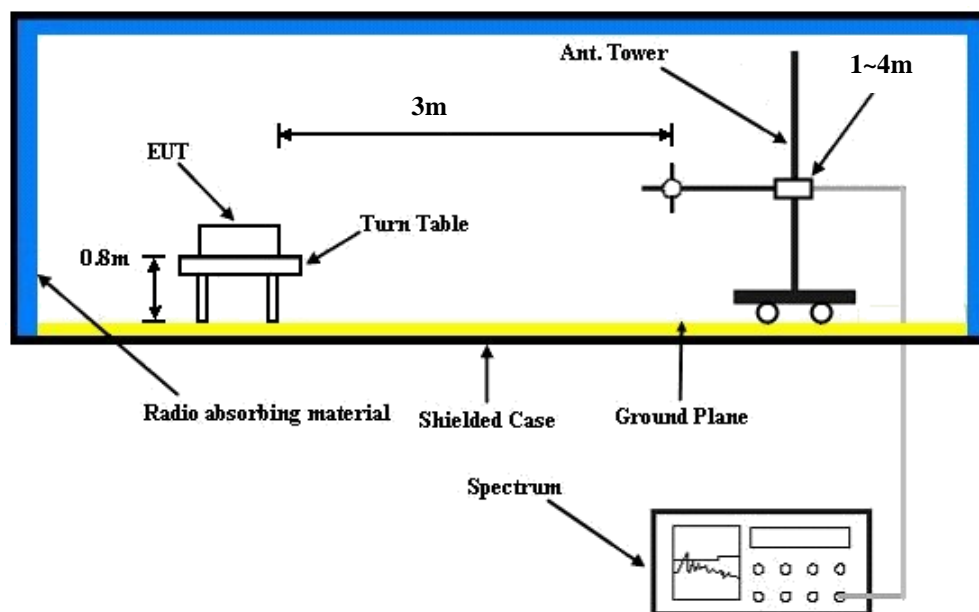 Ant. Tower
1~4m
3m
EUT
Turn Table
0.8m
Radio absorbing material
Shielded Case
Ground Plane
Spectrum